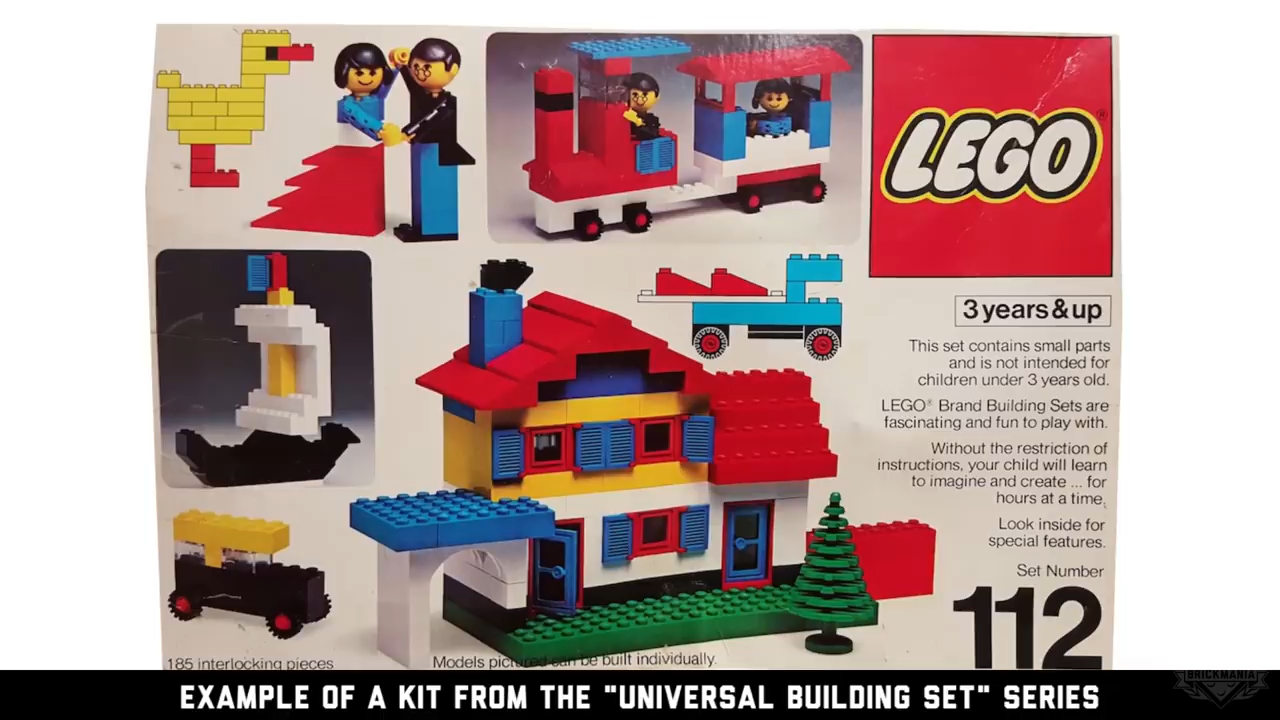 LEGO®
3 years & up
This set contains small parts
and is not intended for
children under 3 years old.
LEGO® Brand Building Sets are
fascinating and fun to play with.
Without the restriction of
instructions, your child will learn
to imagine and create ... for
hours at a time.
Look inside for
special features.
Set Number
112
185 interlocking pieces
Models pictured can be built individually.
EXAMPLE OF A KIT FROM THE "UNIVERSAL BUILDING SET" SERIES
BRICKMANIA